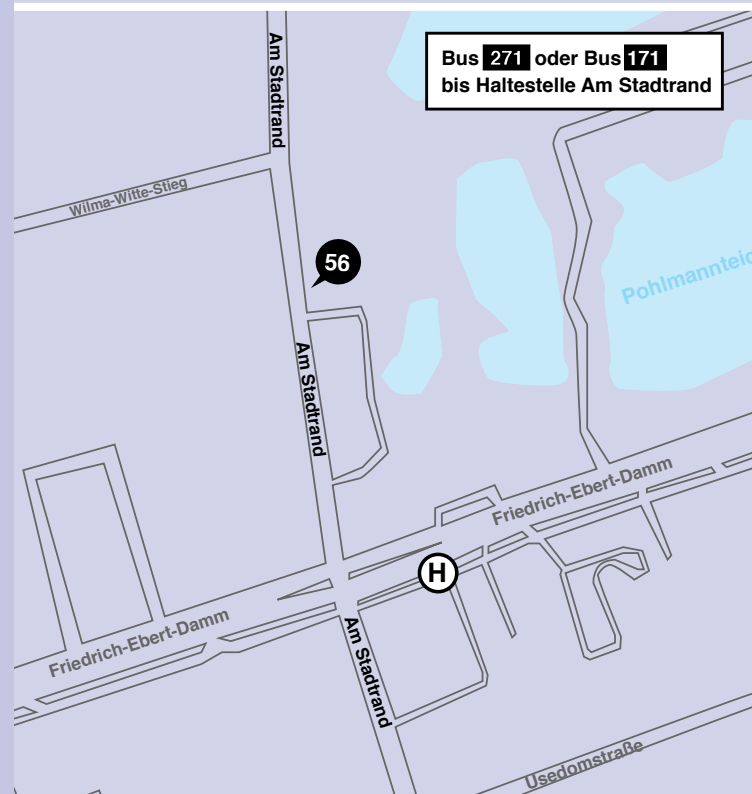 Bus 271 oder Bus 171
bis Haltestelle Am Stadtrand
Am Stadtrand
Wilma-Witte-Stieg
56
Pohlmannteic
Am Stadtrand
Friedrich-Ebert-Damm
H
Friedrich-Ebert-Damm
Am Stadtrand
Usedomstraße